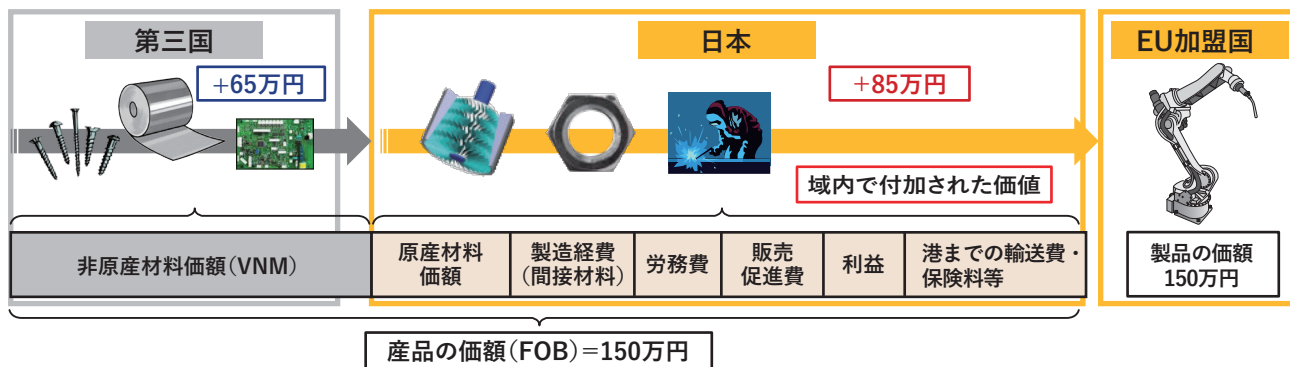 第三国
日本
EU加盟国
+65万円
+85万円
域内で付加された価値
非原産材料価額(VNM)
原産材料
価額
製造経費
(間接材料)
労務費
販売
促進費
利益
港までの輸送費・
保険料等
製品の価額
150万円
産品の価額(FOB)=150万円